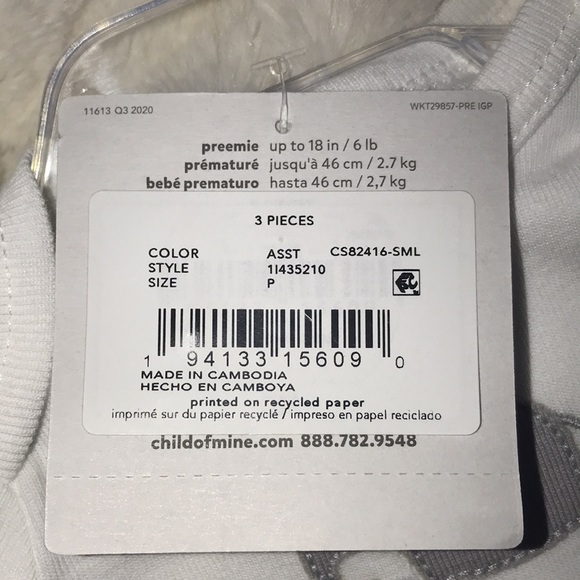 11613 Q3 2020 WKT29857-PRE IGP
preemie up to 18 in / 6 lb
prématuré jusqu'à 46 cm / 2.7 kg
bebé prematuro hasta 46 cm / 2,7 kg
3 PIECES
COLOR ASST CS82416-SML
STYLE 1I435210
SIZE P
1 94133 15609 0
MADE IN CAMBODIA
HECHO EN CAMBOYA
printed on recycled paper
imprimé sur du papier recyclé / impreso en papel reciclado
childofmine.com 888.782.9548